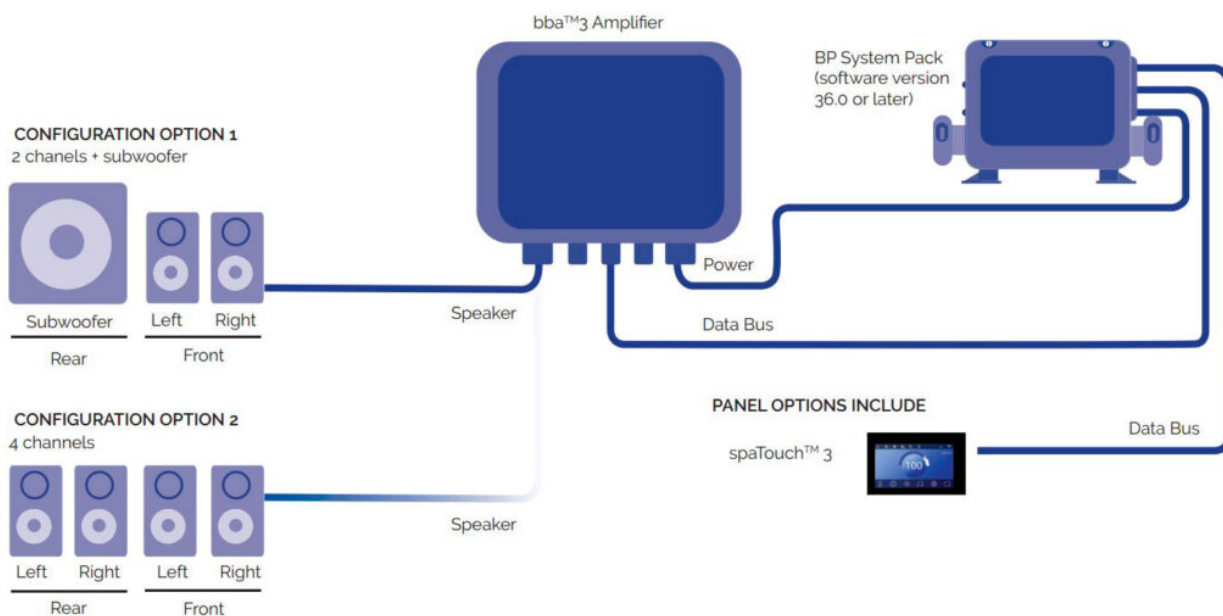 bba™3 Amplifier
BP System Pack
(software version
36.0 or later)
CONFIGURATION OPTION 1
2 chanels + subwoofer
Subwoofer
Left
Right
Rear
Front
Speaker
Power
Data Bus
CONFIGURATION OPTION 2
4 channels
Left
Right
Left
Right
Rear
Front
Speaker
PANEL OPTIONS INCLUDE
spaTouch™ 3
100
Data Bus